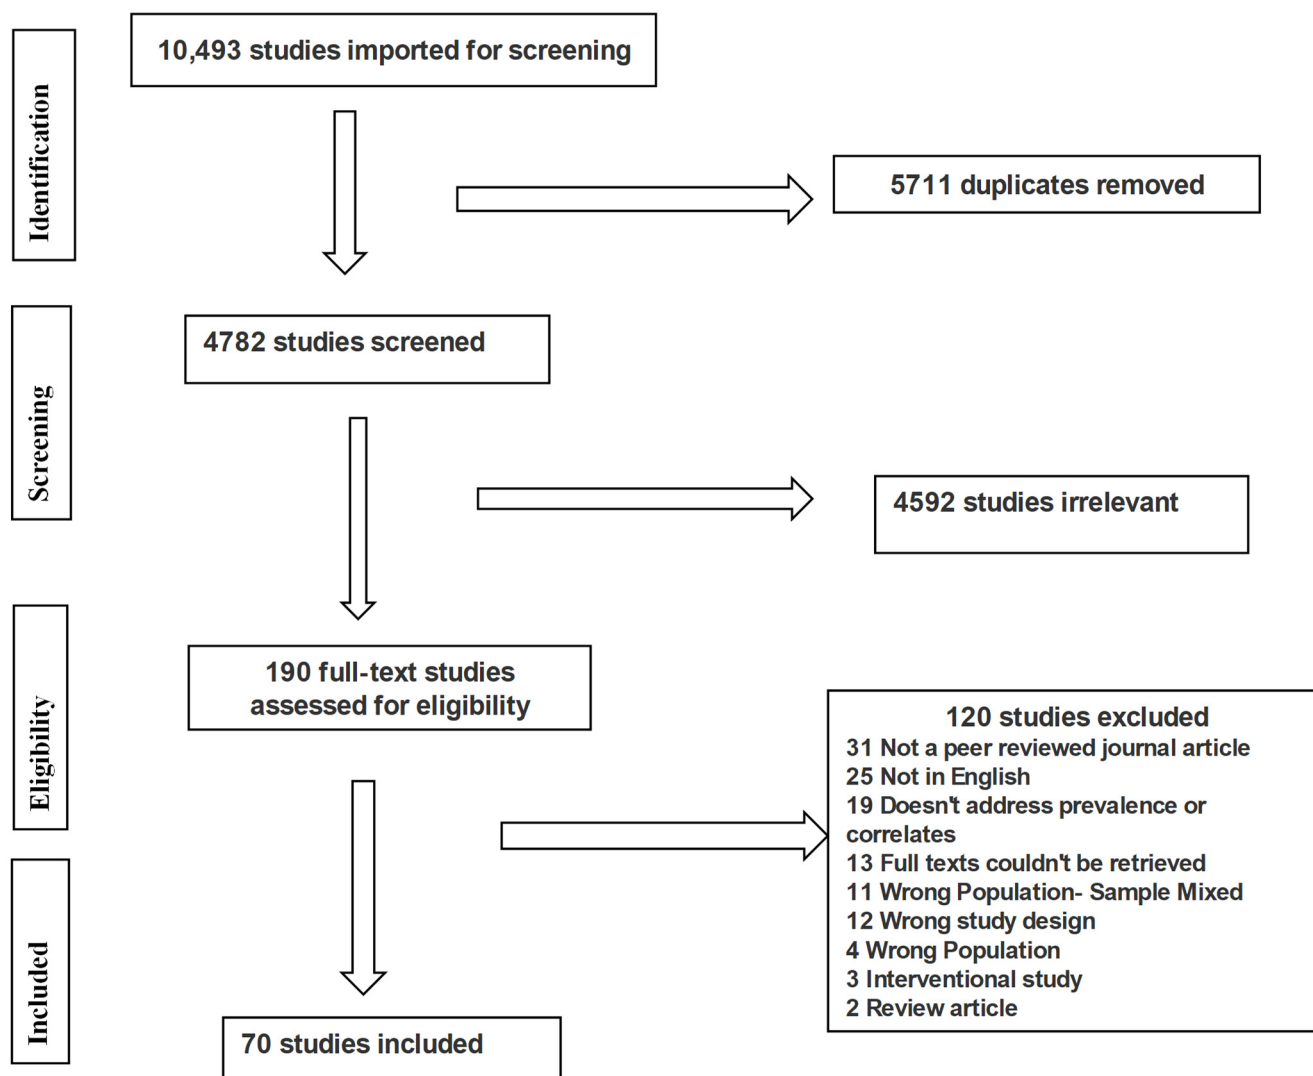 Identification
10,493 studies imported for screening
5711 duplicates removed
Screening
4782 studies screened
4592 studies irrelevant
Eligibility
190 full-text studies
assessed for eligibility
120 studies excluded
31 Not a peer reviewed journal article
25 Not in English
19 Doesn't address prevalence or
correlates
13 Full texts couldn't be retrieved
11 Wrong Population- Sample Mixed
12 Wrong study design
4 Wrong Population
3 Interventional study
2 Review article
Included
70 studies included